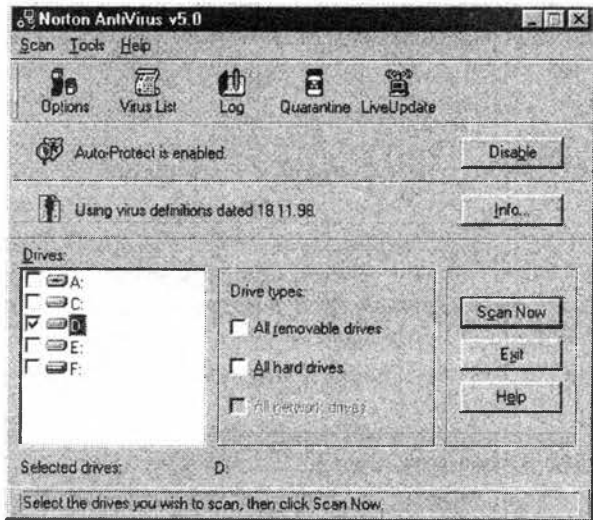 Norton AntiVirus v5.0
Scan Tools Help
Options Virus List Log Quarantine LiveUpdate
Auto-Protect is enabled. Disable
Using virus definitions dated 18.11.98. Info...
Drives:
A:
C:
D:
E:
F:
Drive types:
All removable drives
All hard drives
All network drives
Scan Now
Exit
Help
Selected drives: D:
Select the drives you wish to scan, then click Scan Now.